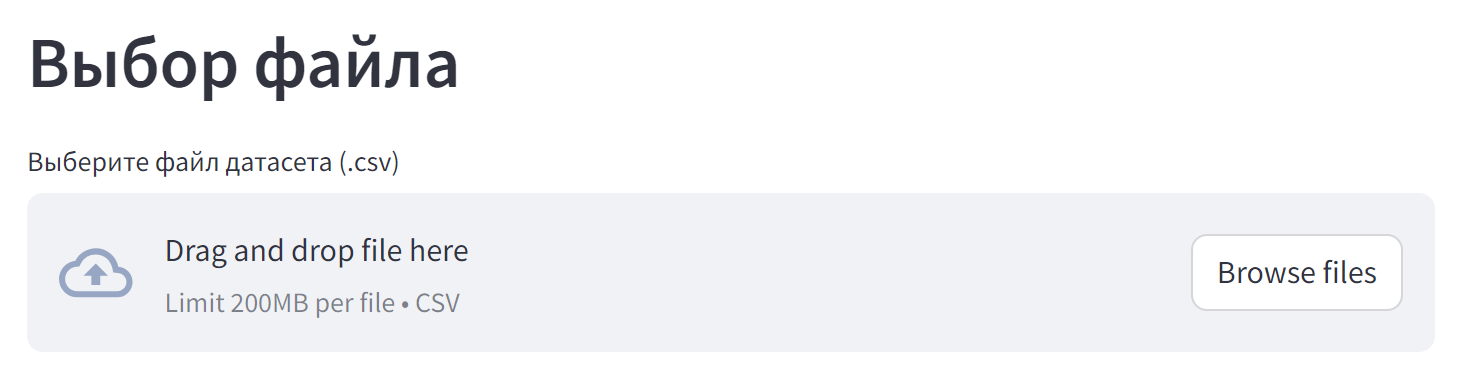 Выбор файла
Выберите файл датасета (.csv)
Drag and drop file here
Limit 200MB per file • CSV
Browse files